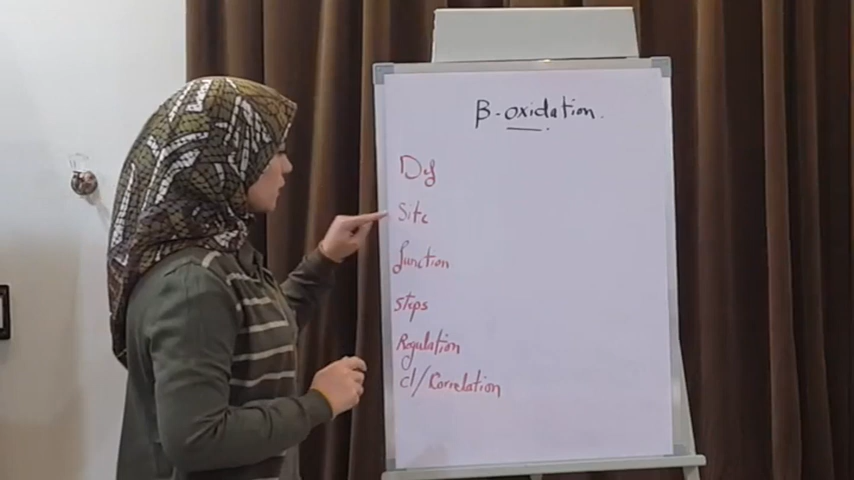 β-oxidation.
Def
Site
function
steps
Regulation
cl/Correlation